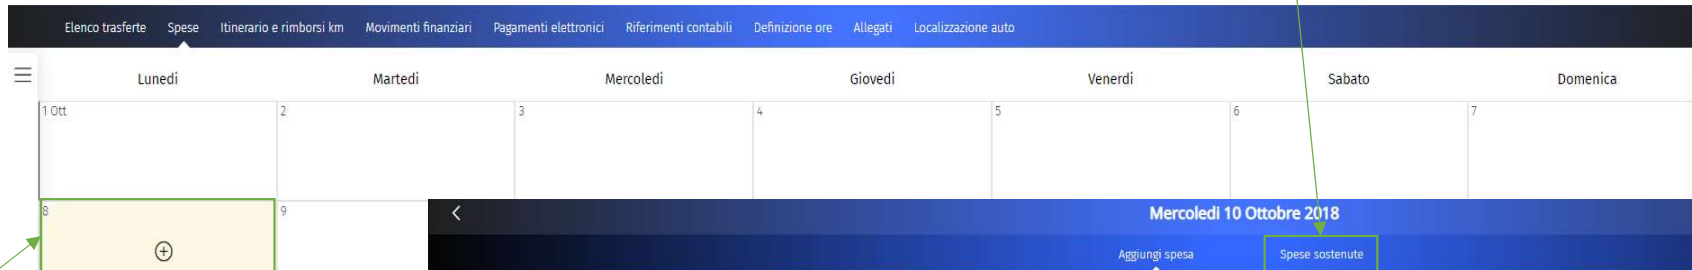 Elenco trasferte Spese Itinerario e rimborsi km Movimenti finanziari Pagamenti elettronici Riferimenti contabili Definizione ore Allegati Localizzazione auto
Lunedì Martedì Mercoledì Giovedì Venerdì Sabato Domenica
1 Ott 2 3 4 5 6 7
8 9
Mercoledì 10 Ottobre 2018
Aggiungi spesa Spese sostenute